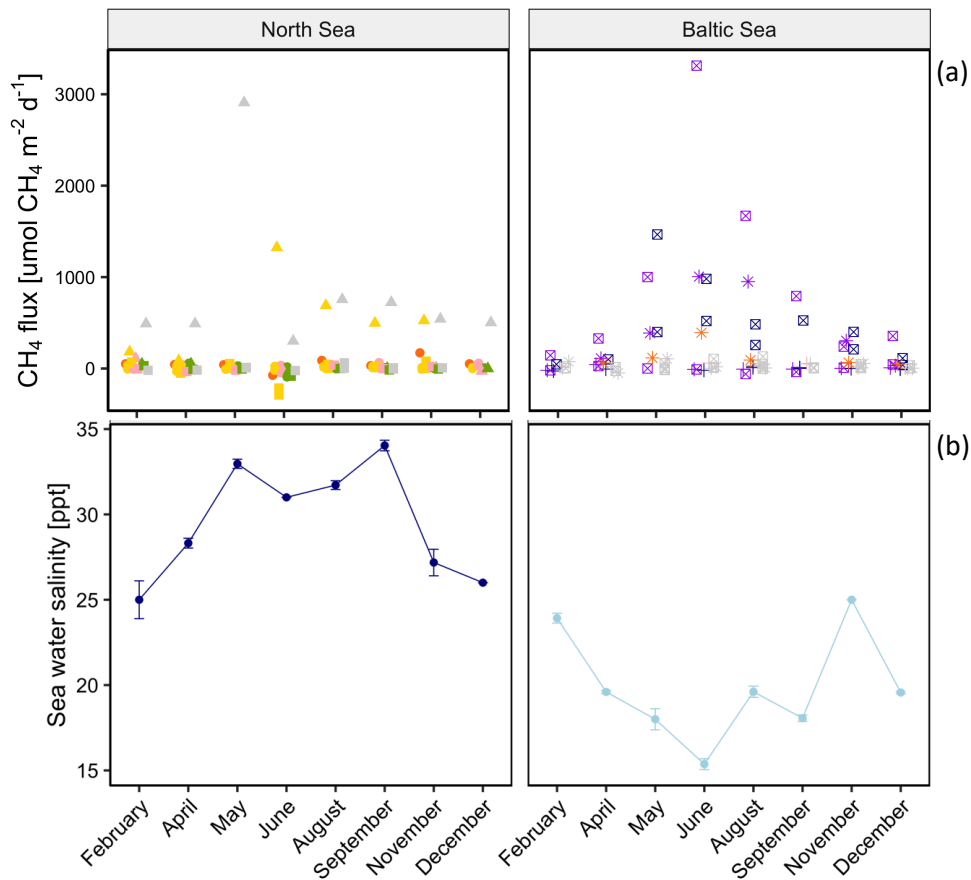 North Sea
Baltic Sea
(a)
CH4 flux [umol CH4 m-2 d-1]
3000
2000
1000
0
(b)
Sea water salinity [ppt]
35
30
25
20
15
February
April
May
June
August
September
November
December
February
April
May
June
August
September
November
December